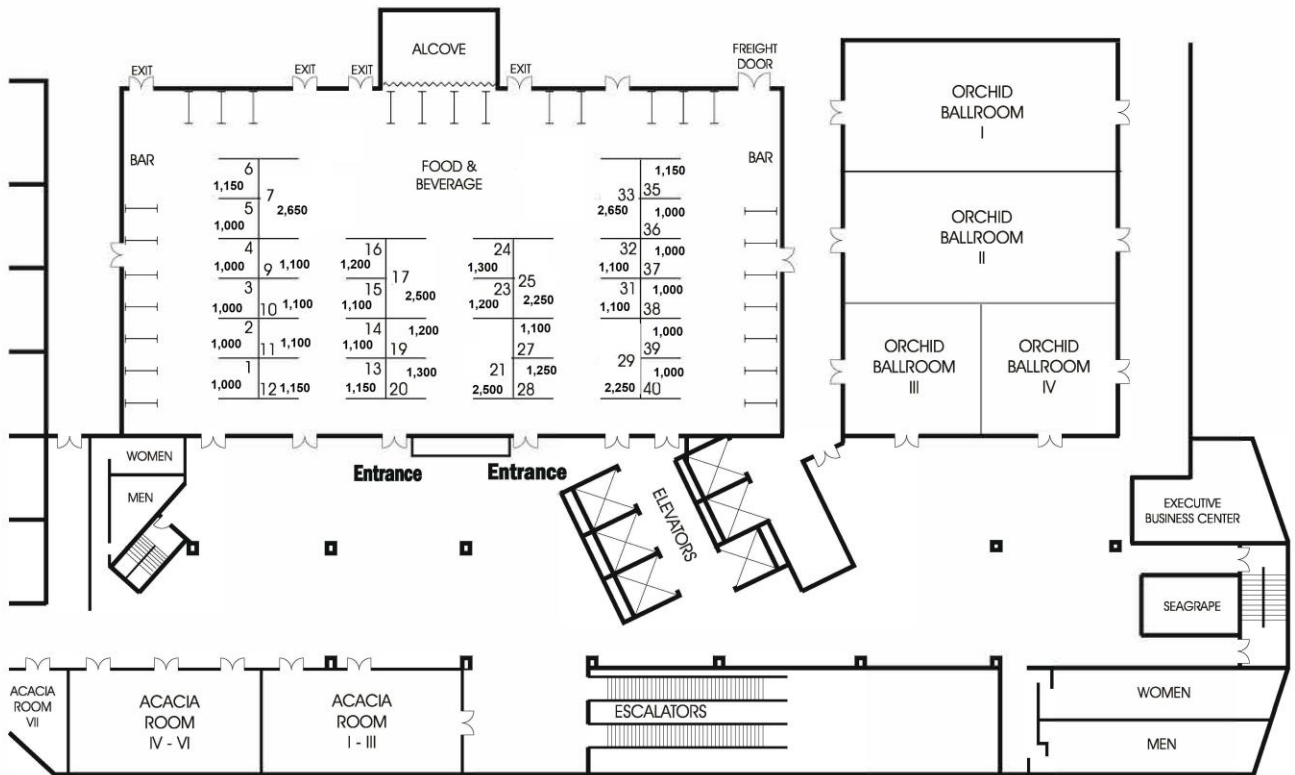 ALCOVE
EXIT
EXIT
EXIT
EXIT
FREIGHT
DOOR
BAR
FOOD &
BEVERAGE
BAR
6
1,150
7
5
2,650
1,000
4
1,000
9
1,100
3
1,000
10
1,100
2
1,000
11
1,100
1
1,000
12
1,150
16
1,200
17
15
1,100
2,500
14
1,200
1,100
19
13
1,300
1,150
20
24
1,300
25
23
1,200
2,250
1,100
27
21
1,250
2,500
28
1,150
33
35
2,650
1,000
36
32
1,000
1,100
37
31
1,000
1,100
38
1,000
39
29
1,000
2,250
40
ORCHID
BALLROOM
I
ORCHID
BALLROOM
II
ORCHID
BALLROOM
III
ORCHID
BALLROOM
IV
WOMEN
MEN
Entrance
Entrance
ELEVATORS
EXECUTIVE
BUSINESS CENTER
SEAGRAPE
ACACIA
ROOM
VII
ACACIA
ROOM
IV - VI
ACACIA
ROOM
I - III
ESCALATORS
WOMEN
MEN